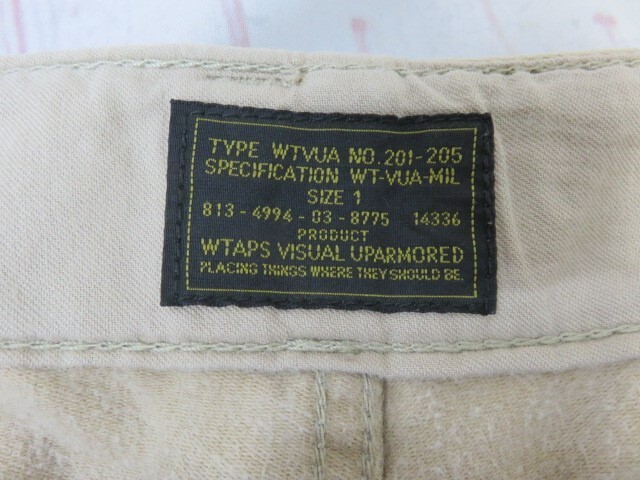 TYPE WTVUA NO.201-205
SPECIFICATION WT-VUA-MIL
SIZE 1
813-4994-03-8775 14336
PRODUCT
WTAPS VISUAL UPARMORED
PLACING THINGS WHERE THEY SHOULD BE.